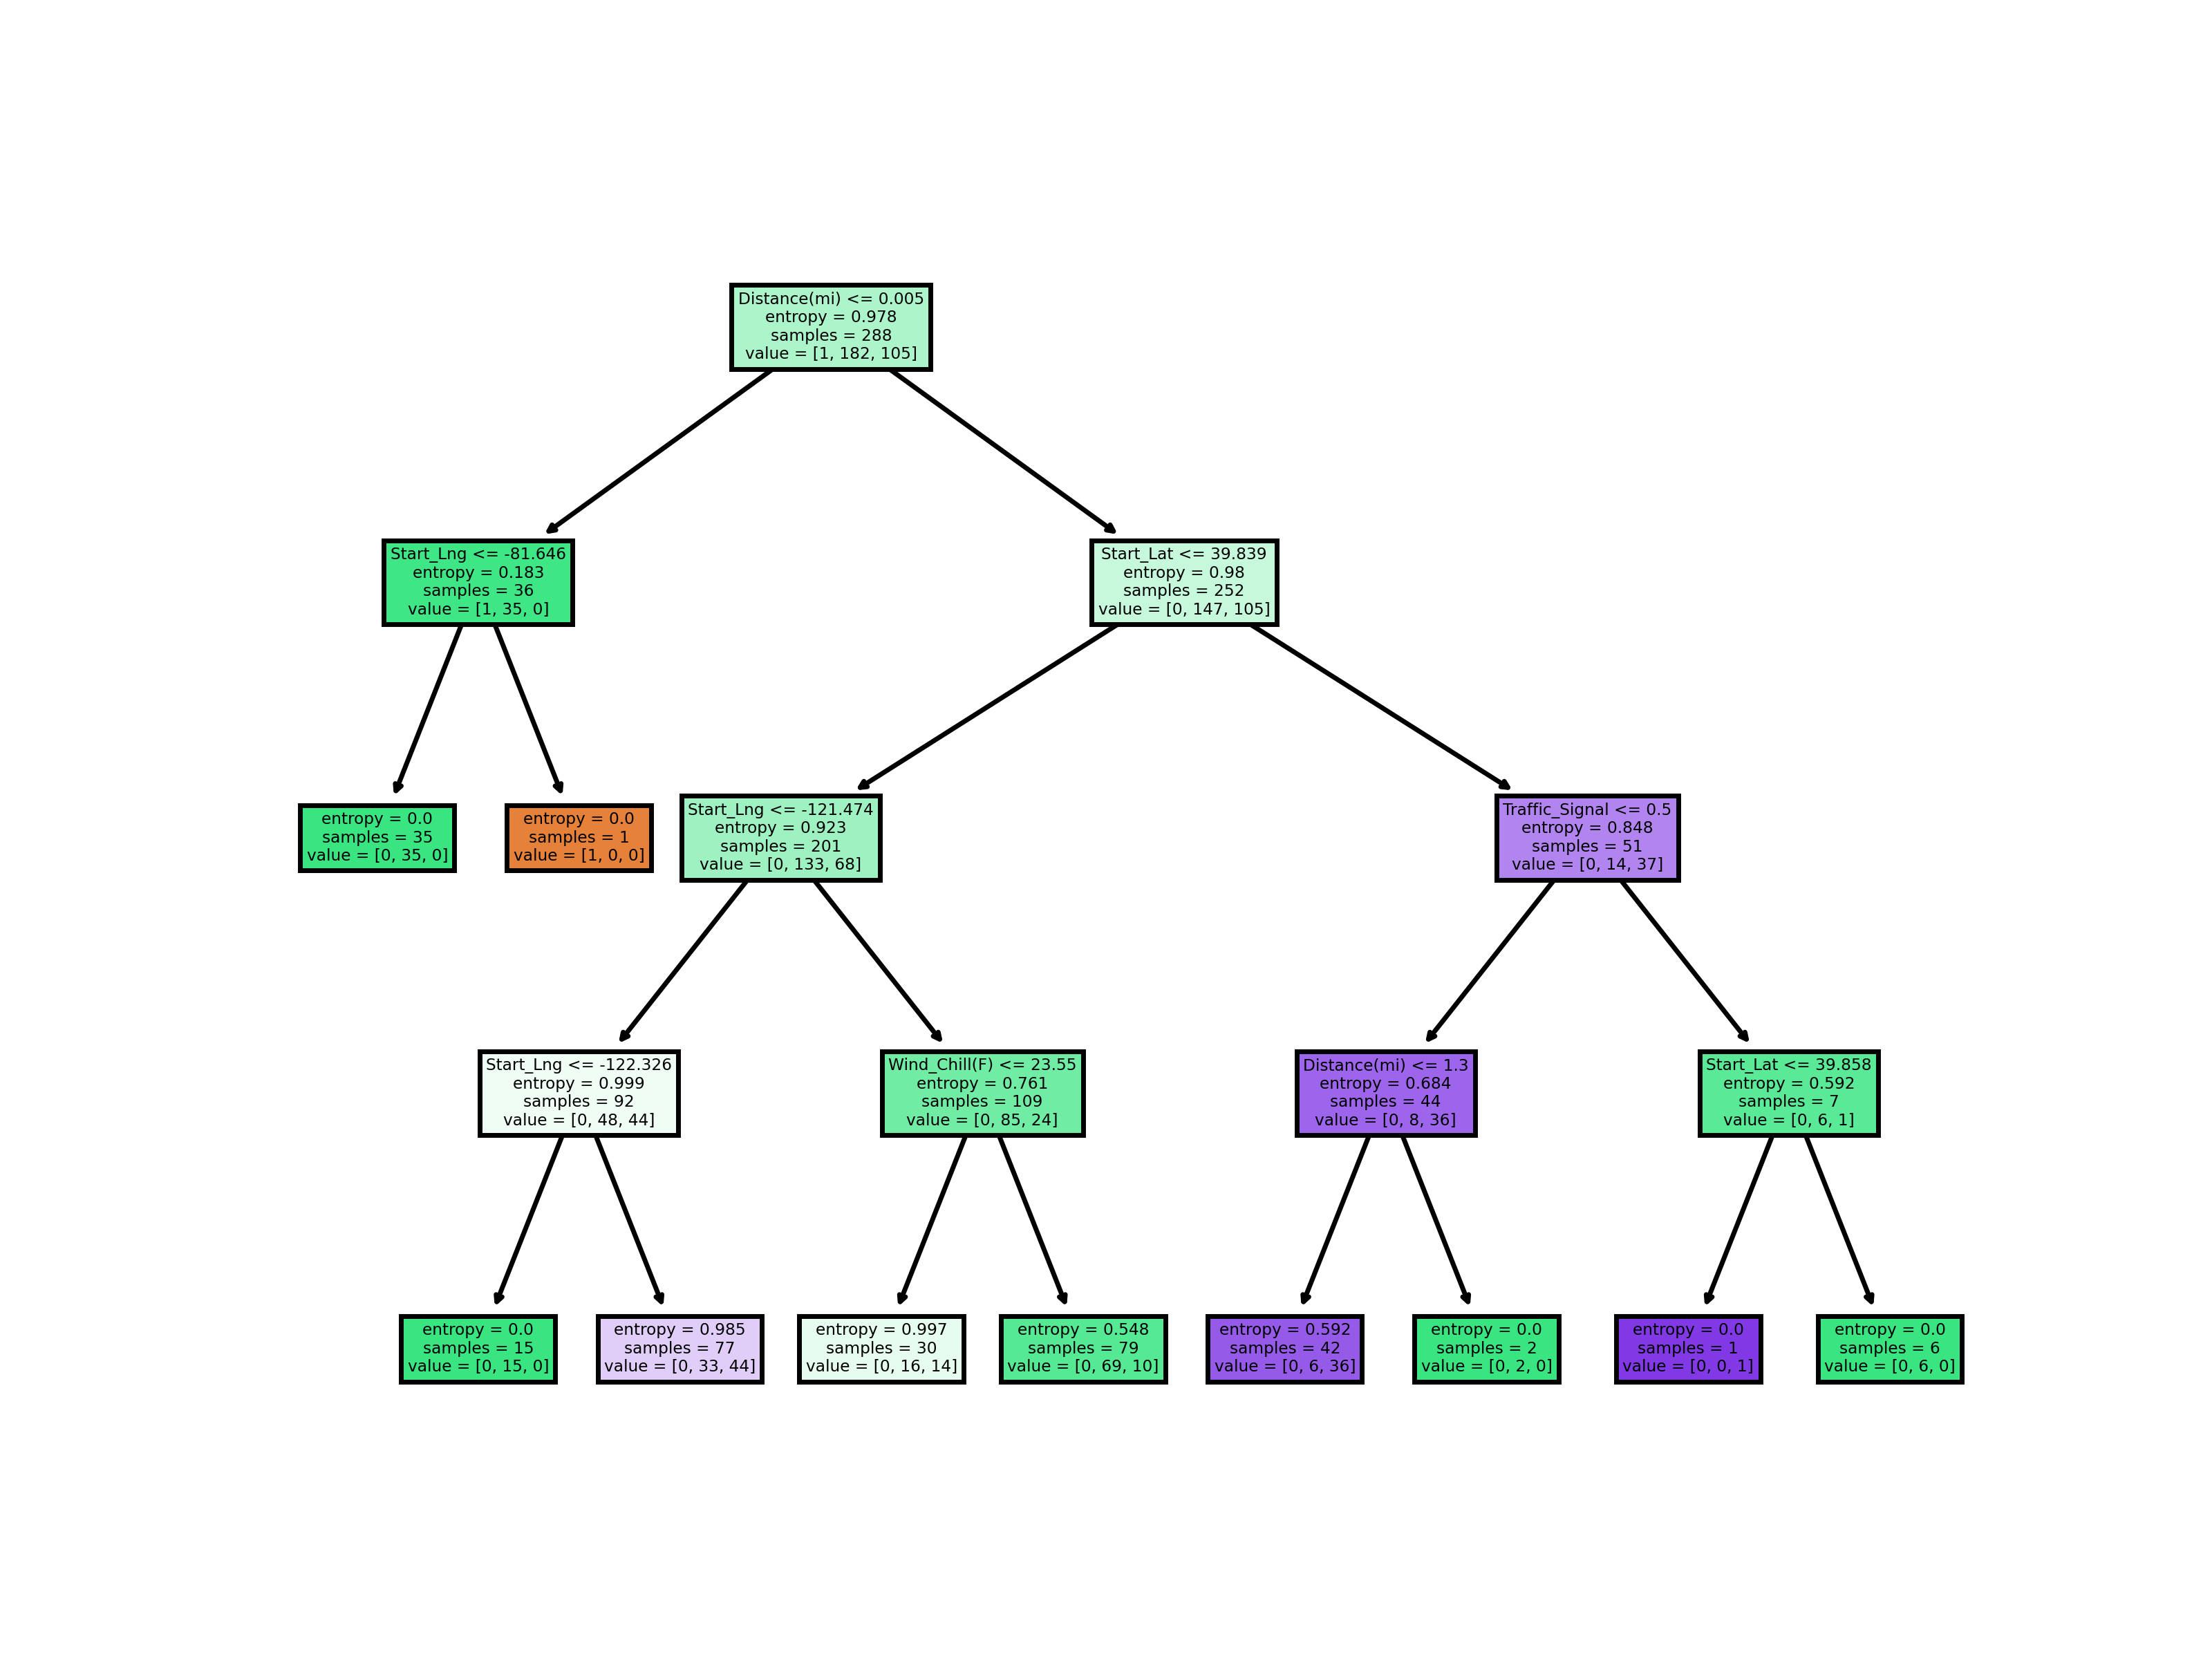 Distance(mi) <= 0.005
entropy = 0.978
samples = 288
value = [1, 182, 105]
Start_Lng <= -81.646
entropy = 0.183
samples = 36
value = [1, 35, 0]
Start_Lat <= 39.839
entropy = 0.98
samples = 252
value = [0, 147, 105]
entropy = 0.0
samples = 35
value = [0, 35, 0]
entropy = 0.0
samples = 1
value = [1, 0, 0]
Start_Lng <= -121.474
entropy = 0.923
samples = 201
value = [0, 133, 68]
Traffic_Signal <= 0.5
entropy = 0.848
samples = 51
value = [0, 14, 37]
Start_Lng <= -122.326
entropy = 0.999
samples = 92
value = [0, 48, 44]
Wind_Chill(F) <= 23.55
entropy = 0.761
samples = 109
value = [0, 85, 24]
Distance(mi) <= 1.3
entropy = 0.684
samples = 44
value = [0, 8, 36]
Start_Lat <= 39.858
entropy = 0.592
samples = 7
value = [0, 6, 1]
entropy = 0.0
samples = 15
value = [0, 15, 0]
entropy = 0.985
samples = 77
value = [0, 33, 44]
entropy = 0.997
samples = 30
value = [0, 16, 14]
entropy = 0.548
samples = 79
value = [0, 69, 10]
entropy = 0.592
samples = 42
value = [0, 6, 36]
entropy = 0.0
samples = 2
value = [0, 2, 0]
entropy = 0.0
samples = 1
value = [0, 0, 1]
entropy = 0.0
samples = 6
value = [0, 6, 0]